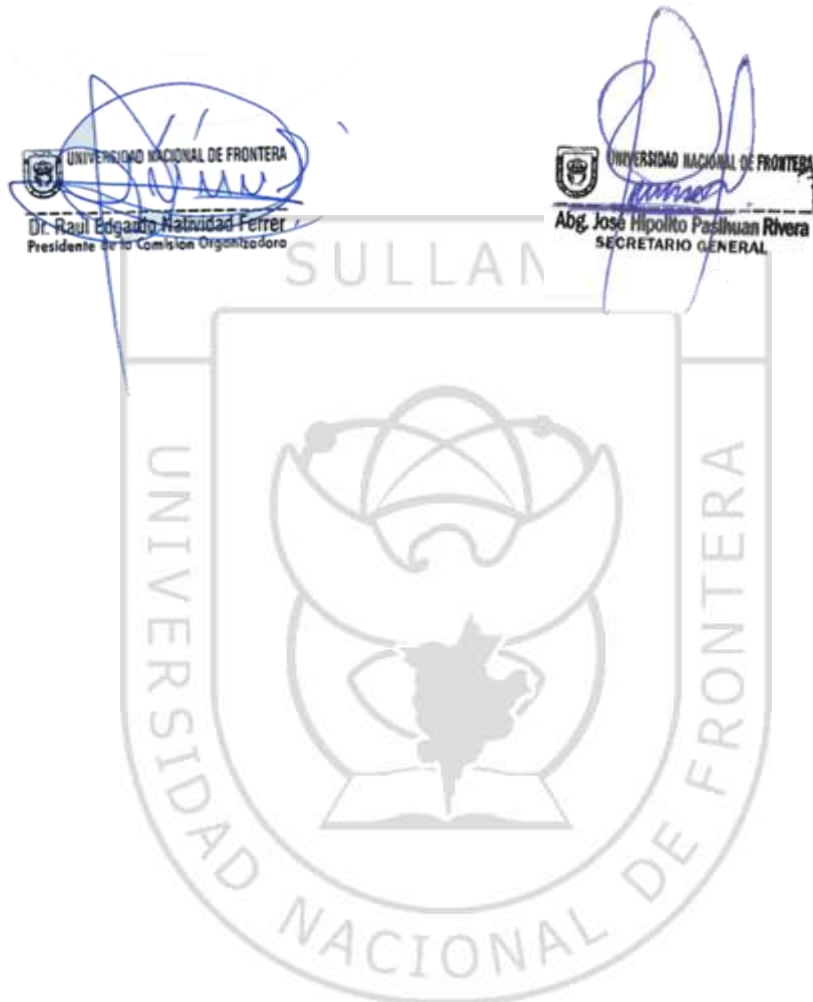 UNIVERSIDAD NACIONAL DE FRONTERA
Dr. Raul Edgardo Natividad Ferrer
Presidente de la Comisión Organizadora
UNIVERSIDAD NACIONAL DE FRONTERA
Abg. José Hipolito Pasihuan Rivera
SECRETARIO GENERAL
SULLAN
UNIVERSIDAD NACIONAL DE FRONTERA